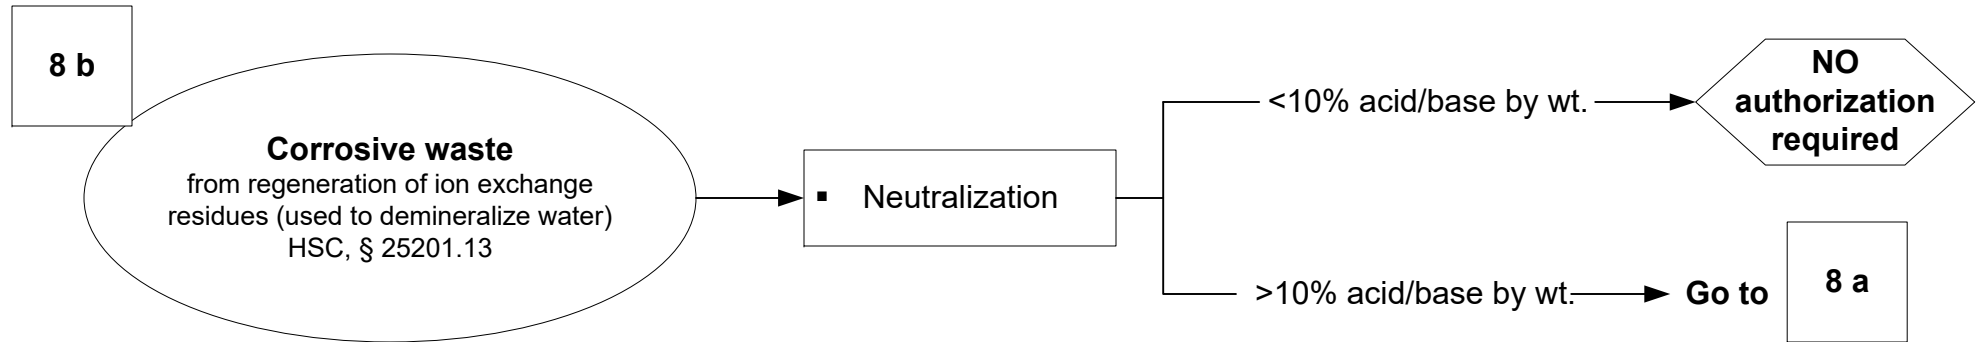 8 b
Corrosive waste
from regeneration of ion exchange
residues (used to demineralize water)
HSC, § 25201.13
▪ Neutralization
<10% acid/base by wt.
NO
authorization
required
>10% acid/base by wt.
Go to
8 a